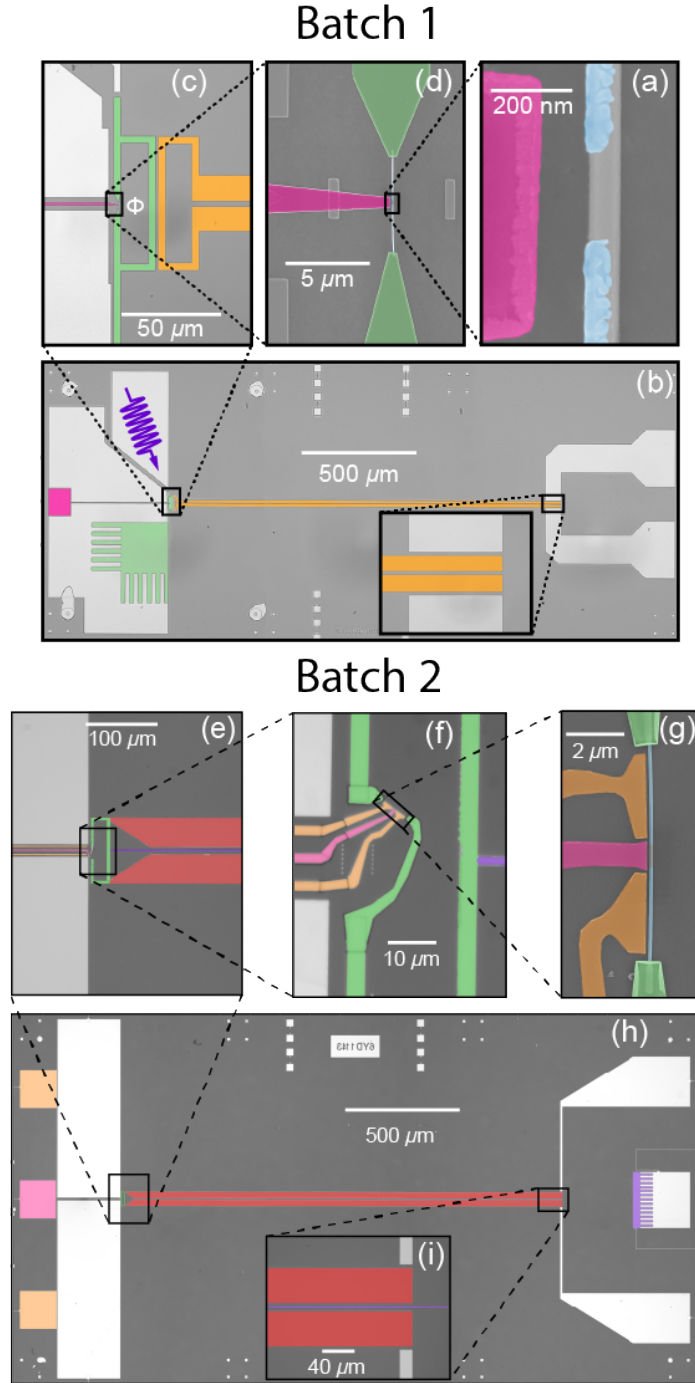 Batch 1
(c)
Φ
50 µm
(d)
5 µm
(a)
200 nm
(b)
500 µm
Batch 2
(e)
100 µm
(f)
10 µm
(g)
2 µm
(h)
500 µm
(i)
40 µm